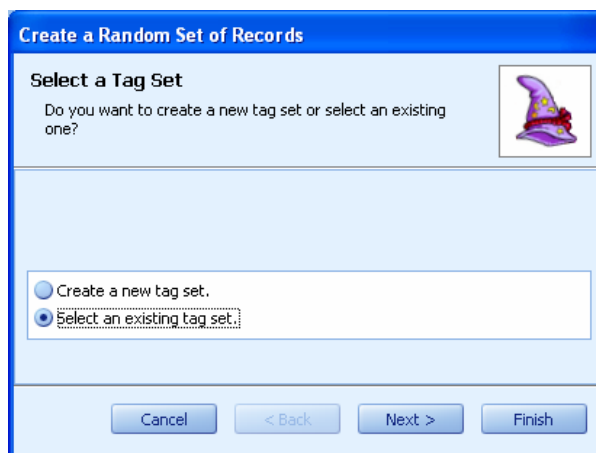 Create a Random Set of Records
Select a Tag Set
Do you want to create a new tag set or select an existing
one?
Create a new tag set.
Select an existing tag set.
Cancel
< Back
Next >
Finish